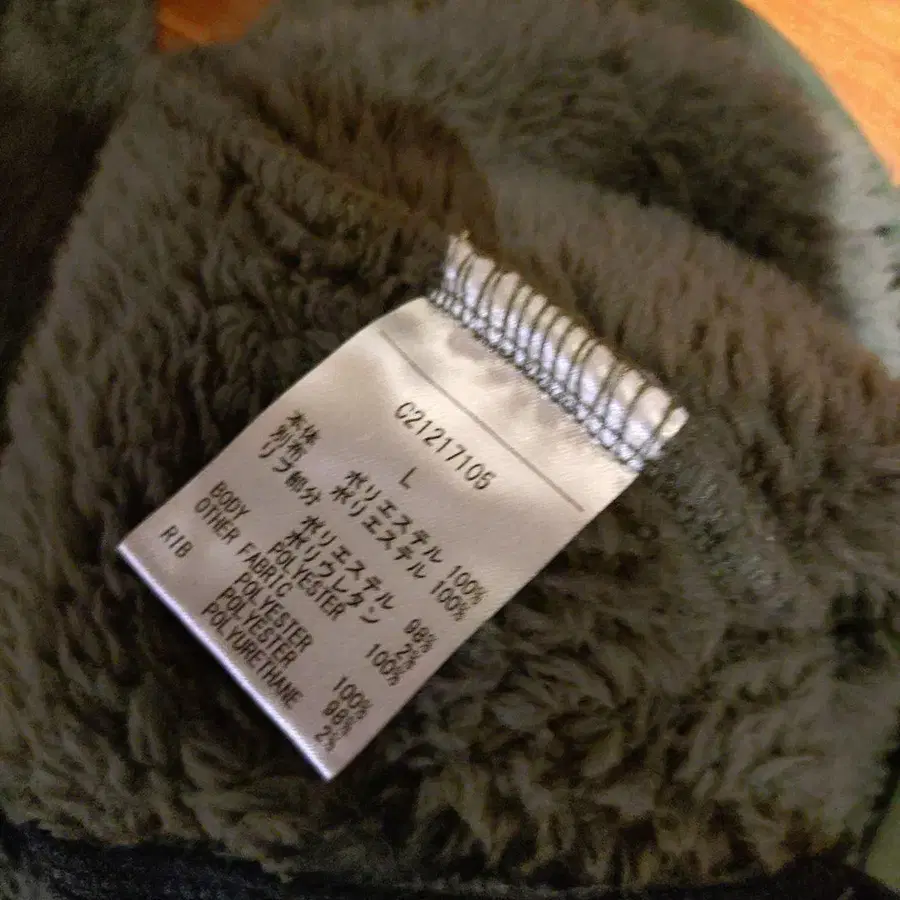 C21217105
L
本体 ポリエステル 100%
別布 ポリエステル 100%
リブ部分 ポリエステル 98%
ポリウレタン 2%
BODY POLYESTER 100%
OTHER FABRIC
POLYESTER 100%
RIB POLYESTER 98%
POLYURETHANE 2%